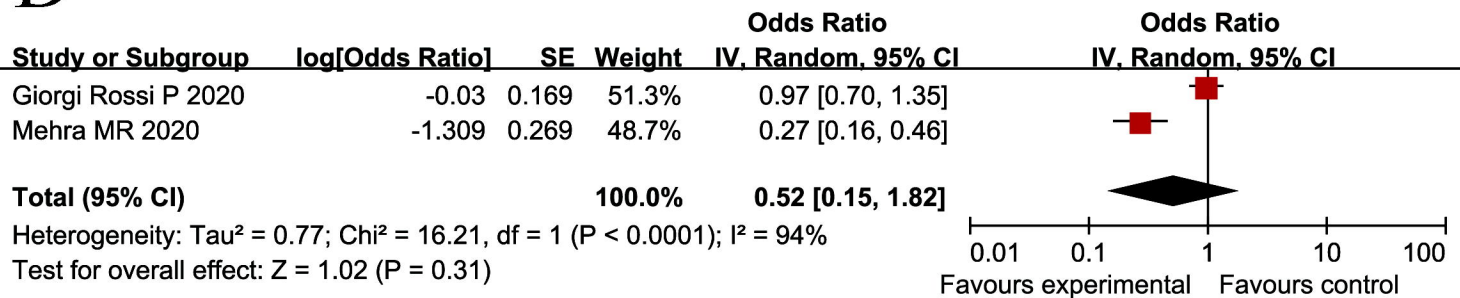 D
Odds Ratio Odds Ratio
Study or Subgroup log[Odds Ratio] SE Weight IV, Random, 95% CI IV, Random, 95% CI
Giorgi Rossi P 2020 -0.03 0.169 51.3% 0.97 [0.70, 1.35]
Mehra MR 2020 -1.309 0.269 48.7% 0.27 [0.16, 0.46]
Total (95% CI) 100.0% 0.52 [0.15, 1.82]
Heterogeneity: Tau² = 0.77; Chi² = 16.21, df = 1 (P < 0.0001); I² = 94%
Test for overall effect: Z = 1.02 (P = 0.31)
0.01 0.1 1 10 100
Favours experimental Favours control